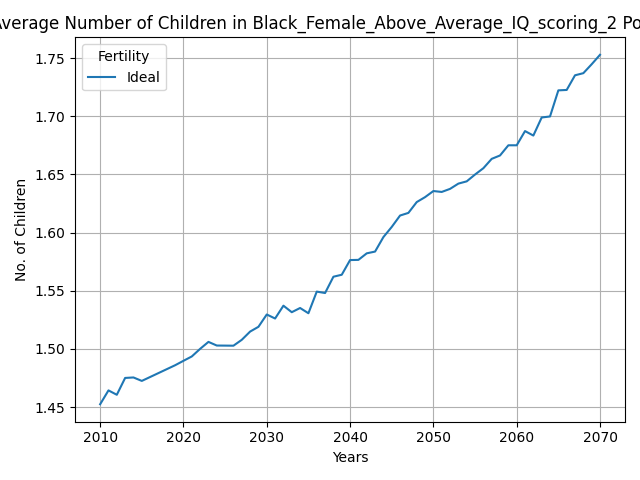 Average Number of Children in Black_Female_Above_Average_IQ_scoring_2 Po
Fertility
Ideal
1.75
1.70
1.65
1.60
1.55
1.50
1.45
No. of Children
2010 2020 2030 2040 2050 2060 2070
Years